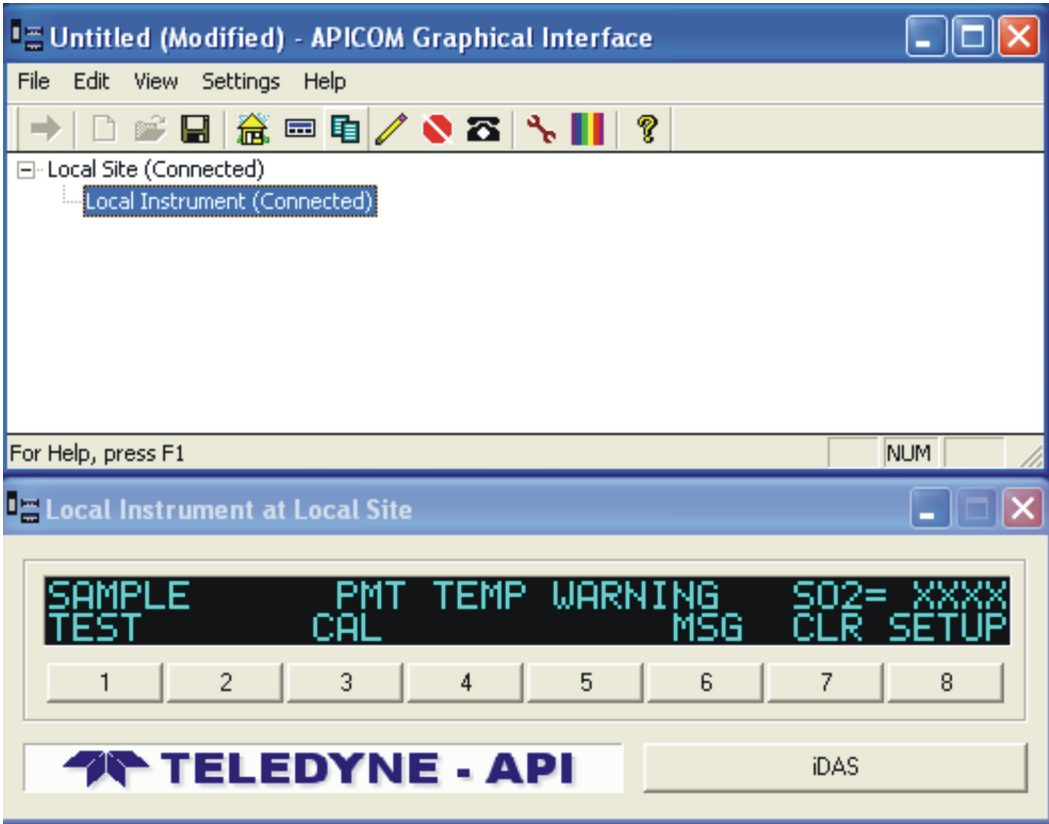 Untitled (Modified) - APICOM Graphical Interface
File Edit View Settings Help
Local Site (Connected)
Local Instrument (Connected)
For Help, press F1 NUM
Local Instrument at Local Site
SAMPLE PMT TEMP WARNING SO2= XXXX
TEST CAL MSG CLR SETUP
1 2 3 4 5 6 7 8
TELEDYNE - API iDAS